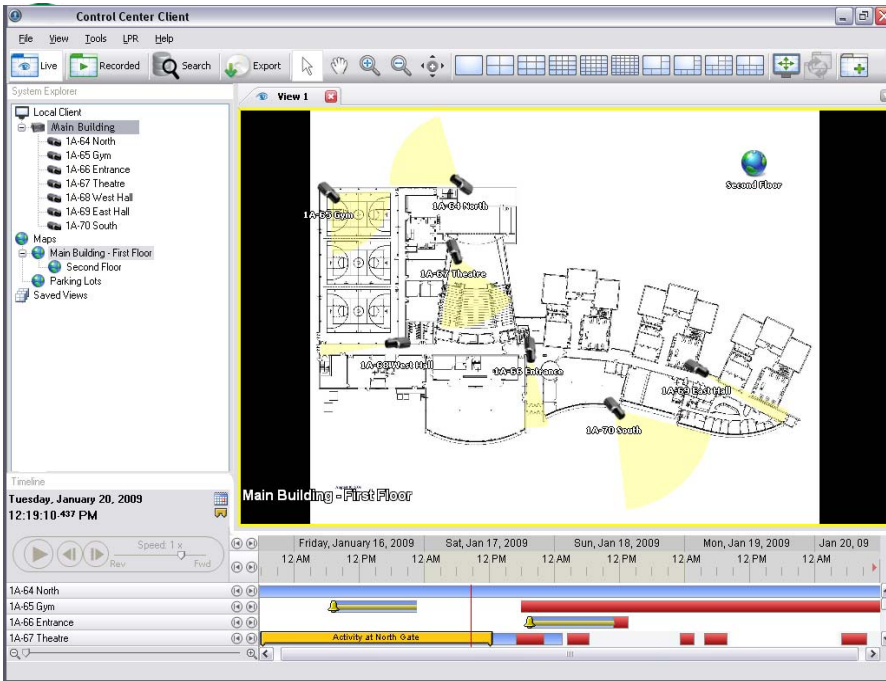 Control Center Client
File View Tools LPR Help
Live Recorded Search Export
System Explorer
View 1
Local Client
Main Building
1A-64 North
1A-65 Gym
1A-66 Entrance
1A-67 Theatre
1A-68 West Hall
1A-69 East Hall
1A-70 South
Maps
Main Building - First Floor
Second Floor
Parking Lots
Saved Views
Second Floor
1A-64 North
1A-65 Gym
1A-67 Theatre
1A-68 West Hall
1A-66 Entrance
1A-69 East Hall
1A-70 South
Main Building - First Floor
Timeline
Tuesday, January 20, 2009
12:19:10.437 PM
Speed: 1 x
Rev Fwd
Friday, January 16, 2009 Sat, Jan 17, 2009 Sun, Jan 18, 2009 Mon, Jan 19, 2009 Jan 20, 09
12 AM 12 PM 12 AM 12 PM 12 AM 12 PM 12 AM 12 PM 12 AM
1A-64 North
1A-65 Gym
1A-66 Entrance
1A-67 Theatre
Activity at North Gate